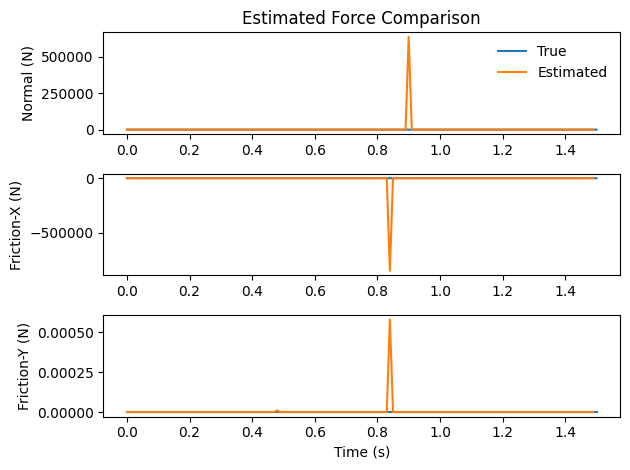 Estimated Force Comparison
Normal (N)
500000
250000
0
True
Estimated
0.0 0.2 0.4 0.6 0.8 1.0 1.2 1.4
Friction-X (N)
0
−500000
0.0 0.2 0.4 0.6 0.8 1.0 1.2 1.4
Friction-Y (N)
0.00050
0.00025
0.00000
0.0 0.2 0.4 0.6 0.8 1.0 1.2 1.4
Time (s)